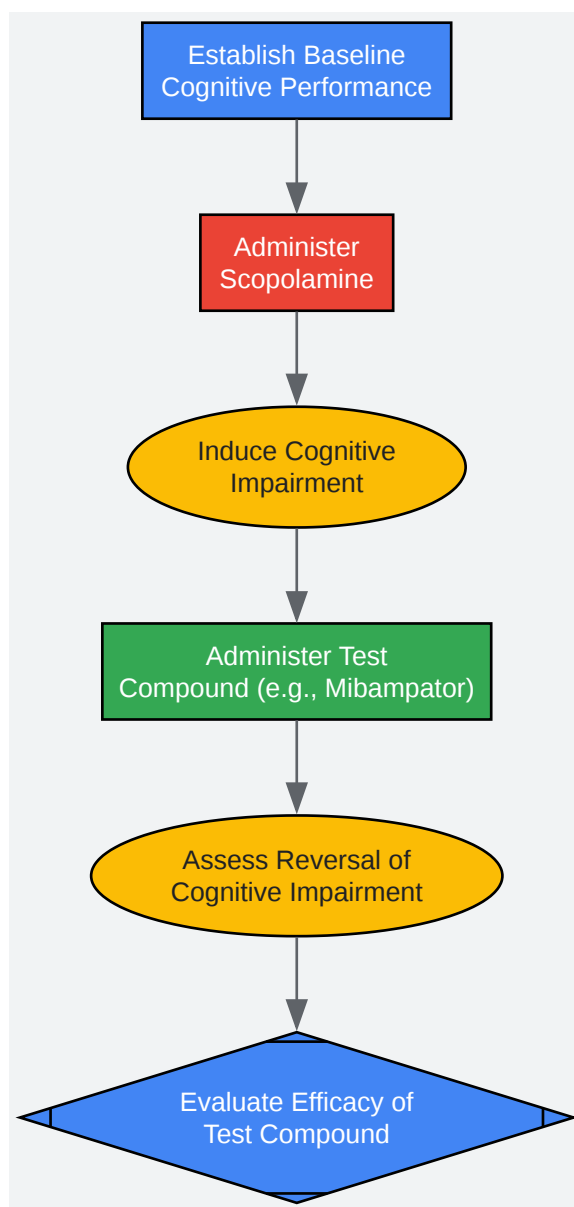 Establish Baseline
Cognitive Performance
Administer
Scopolamine
Induce Cognitive
Impairment
Administer Test
Compound (e.g., Mibampator)
Assess Reversal of
Cognitive Impairment
Evaluate Efficacy of
Test Compound